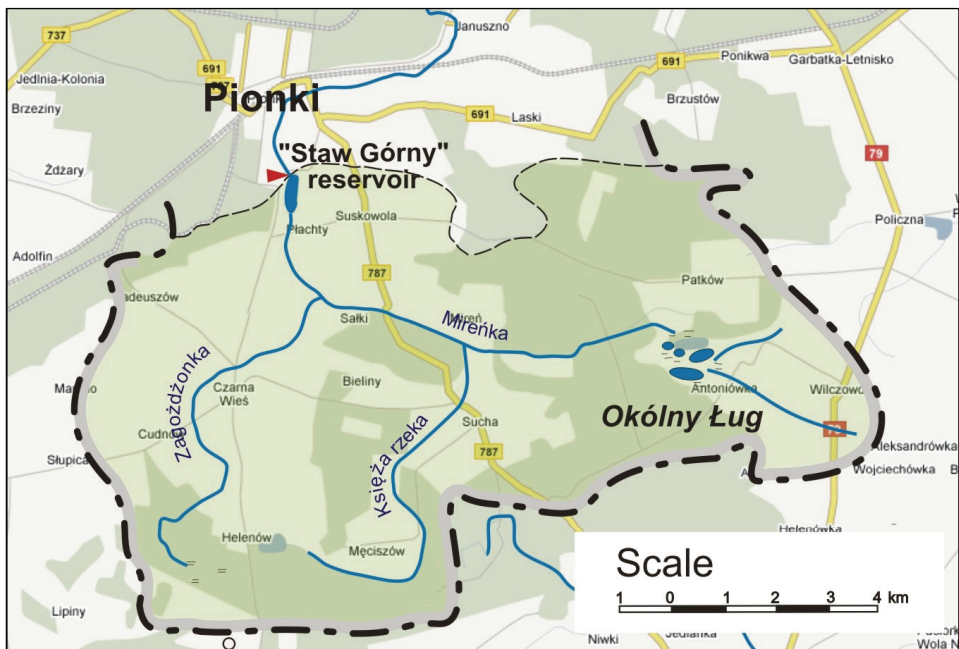 Januszno
737
691
Ponikwa
Garbatka-Letnisko
691
Jedlnia-Kolonia
Pionki
Brzeziny
Brzustów
691
Laski
"Staw Górny"
reservoir
79
Żdżary
Suskowola
Policzna
Płachty
Adolfin
787
Patków
Sałki
Mireńka
Zagożdżonka
Bieliny
Czarna
Wieś
Antoniówka
Wilczowo
Okólny Ług
Sucha
Cudnów
Księża rzeka
79
Słupica
787
Aleksandrówka
Wojciechówka
Helenów
Męciszów
Helenówka
Scale
1 0 1 2 3 4 km
Lipiny
Niwki
Jedlanka
Wola N